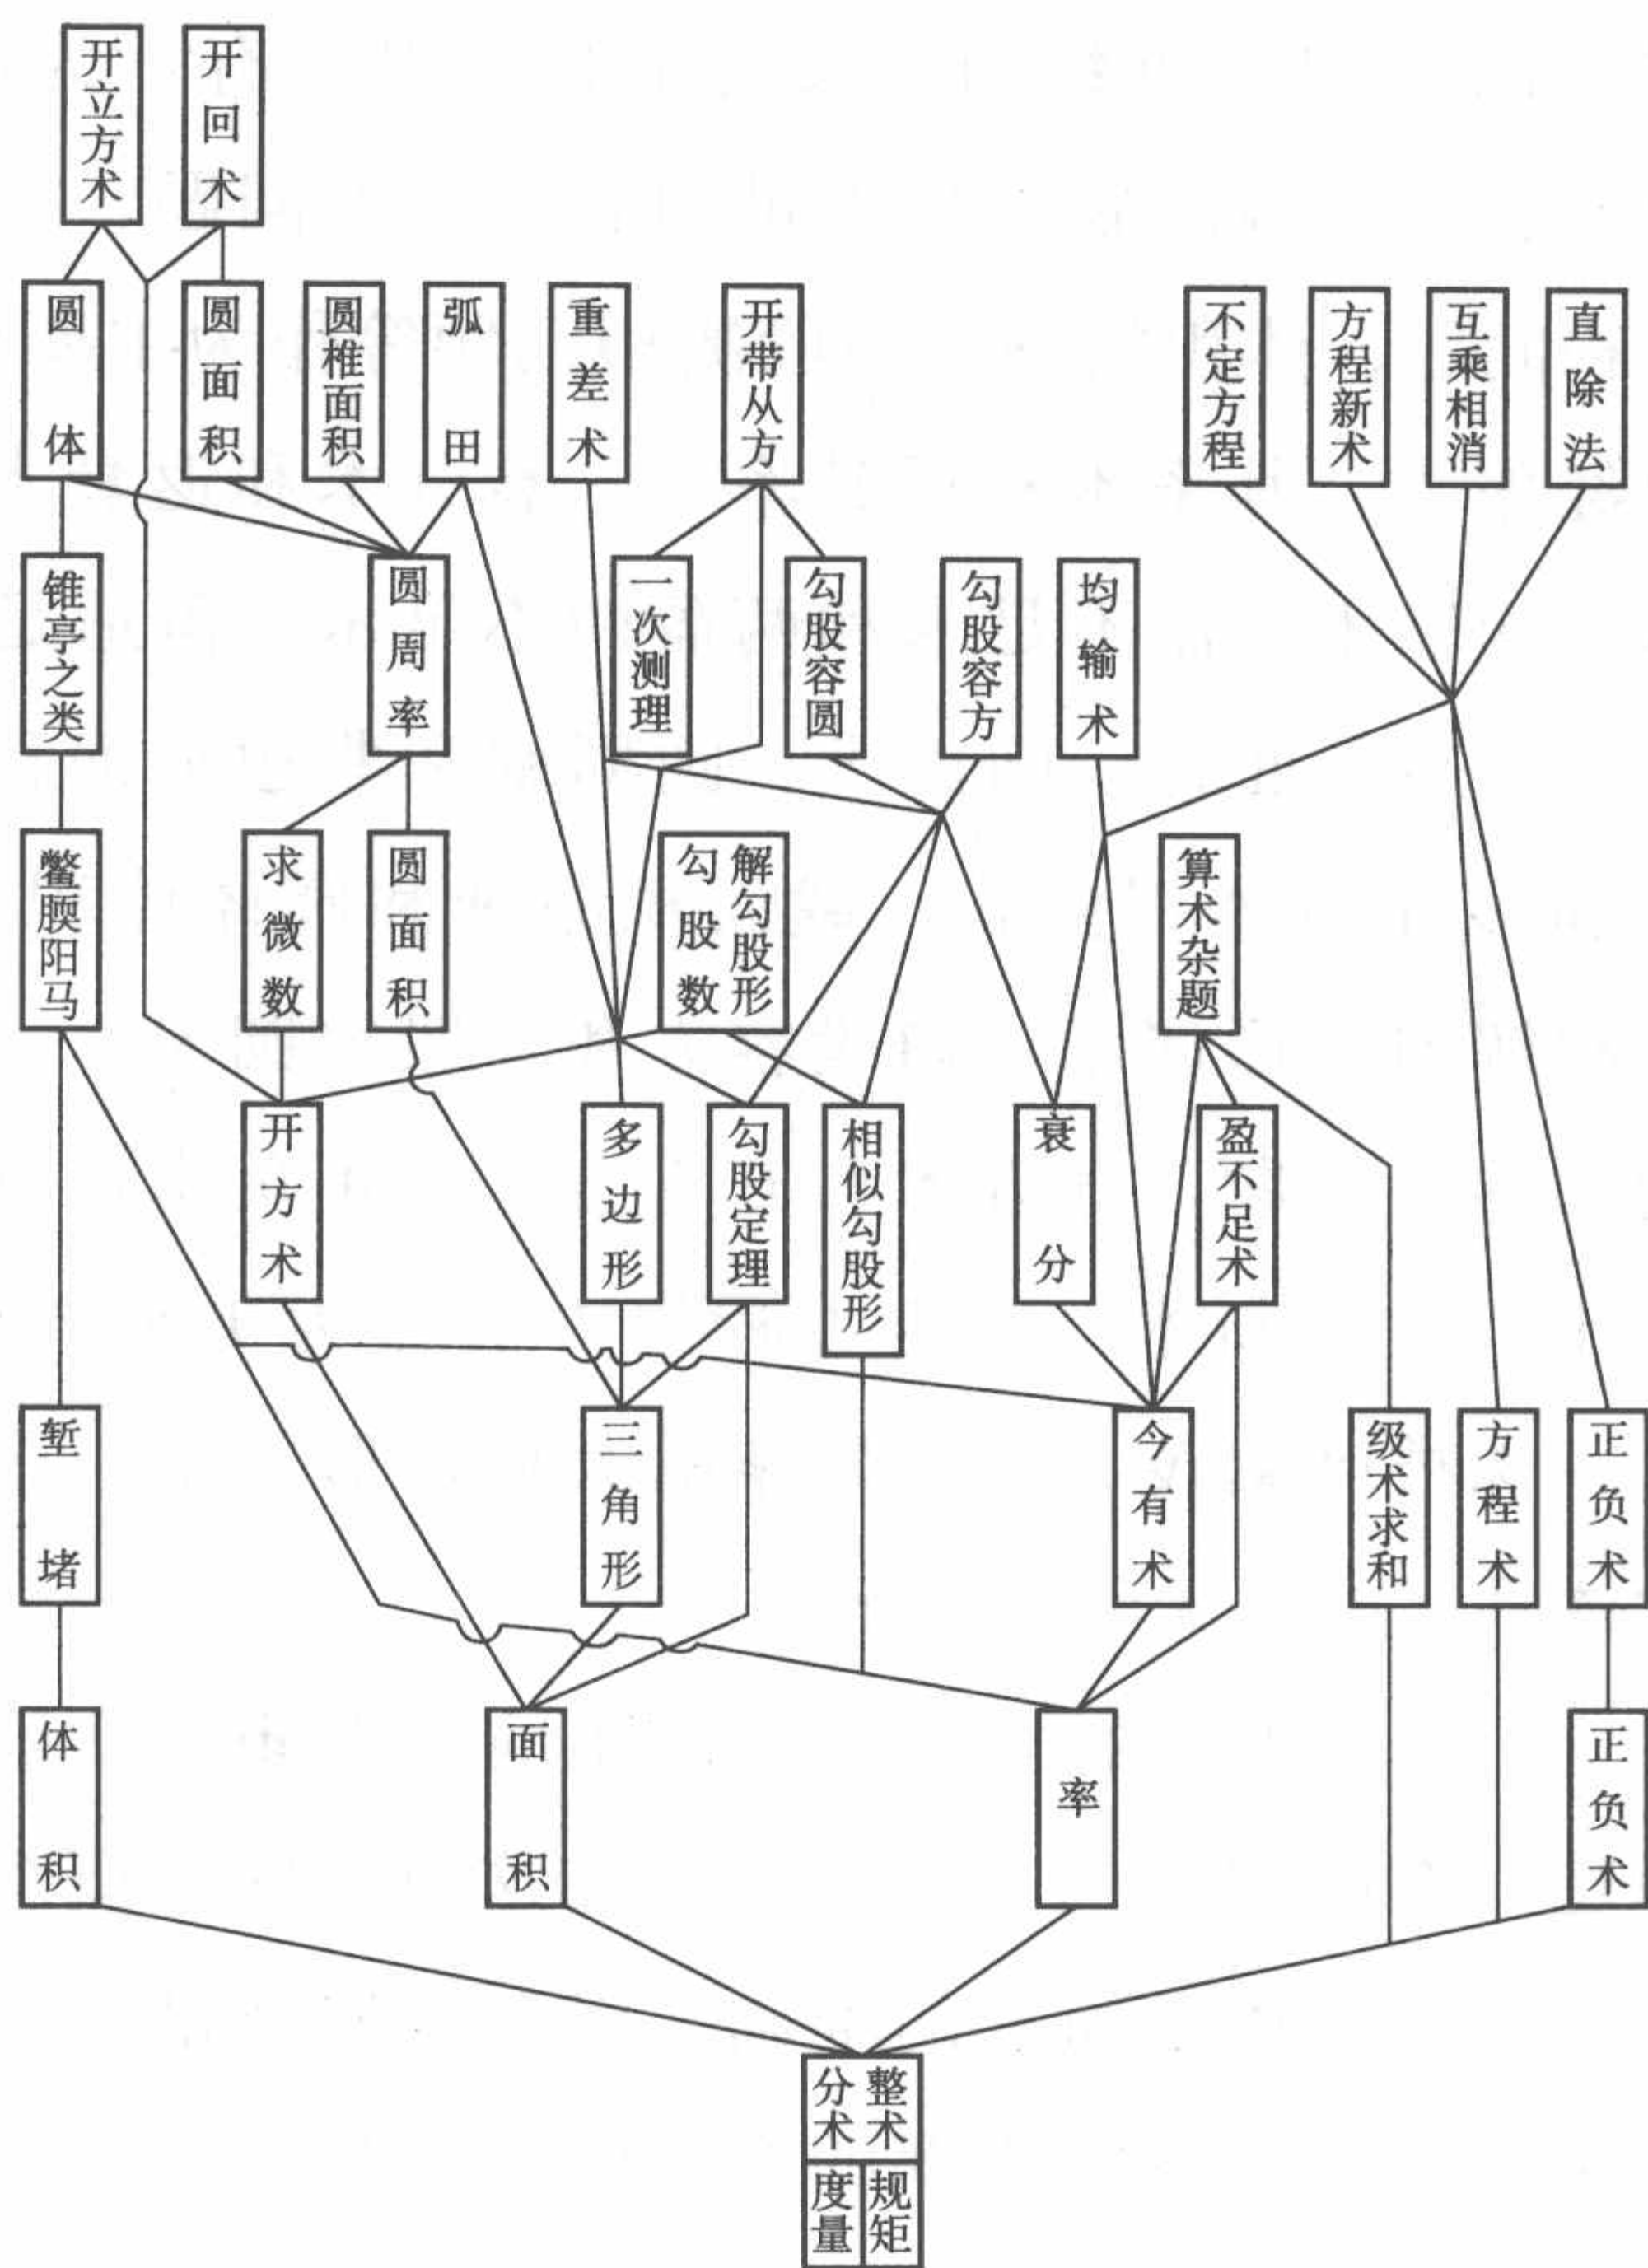 开立方术
开回术
圆体
圆面积
圆椎面积
弧田
重差术
开带从方
不定方程
方程新术
互乘相消
直除法
锥亭之类
圆周率
一次测理
勾股容圆
勾股容方
均输术
鳖腝阳马
求微数
圆面积
解勾股形
勾股数
算术杂题
开方术
多边形
勾股定理
相似勾股形
衰分
盈不足术
堑堵
三角形
今有术
级术求和
方程术
正负术
体积
面积
率
正负术
整术
分术
规矩
度量